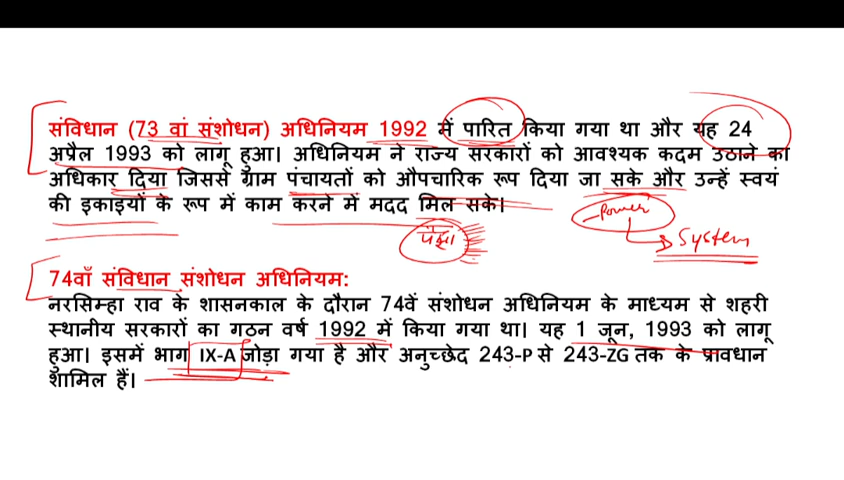 संविधान (73 वां संशोधन) अधिनियम 1992 में पारित किया गया था और यह 24
अप्रैल 1993 को लागू हुआ। अधिनियम ने राज्य सरकारों को आवश्यक कदम उठाने का
अधिकार दिया जिससे ग्राम पंचायतों को औपचारिक रूप दिया जा सके और उन्हें स्वयं
की इकाइयों के रूप में काम करने में मदद मिल सके।
Power
System
74वाँ संविधान संशोधन अधिनियम:
नरसिम्हा राव के शासनकाल के दौरान 74वें संशोधन अधिनियम के माध्यम से शहरी
स्थानीय सरकारों का गठन वर्ष 1992 में किया गया था। यह 1 जून, 1993 को लागू
हुआ। इसमें भाग IX-A जोड़ा गया है और अनुच्छेद 243-P से 243-ZG तक के प्रावधान
शामिल हैं।